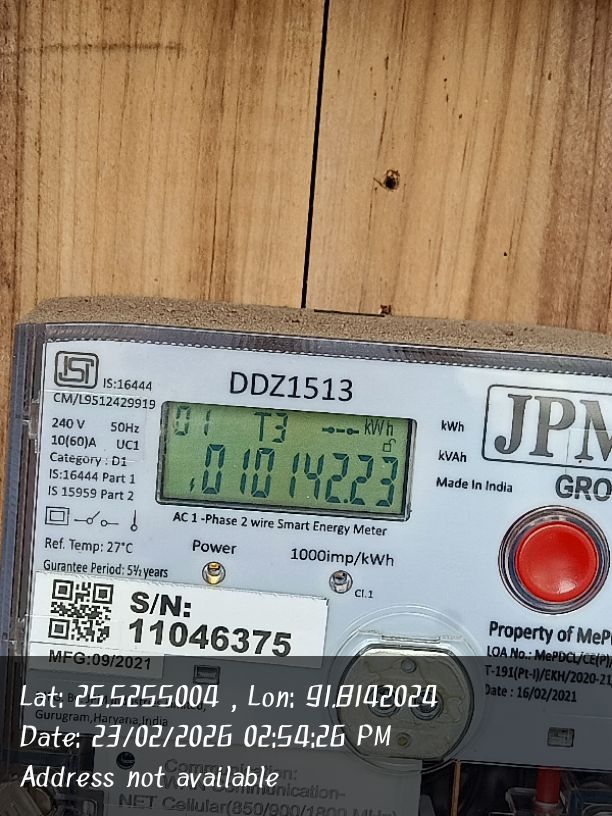 IS:16444
CM/L9512429919
DDZ1513
240 V 50Hz
10(60)A UC1
Category : D1
IS:16444 Part 1
IS 15959 Part 2
01 T3 kWh
010142.23
kWh
kVAh
Made In India
JPM
GRO
AC 1 -Phase 2 wire Smart Energy Meter
Ref. Temp: 27°C
Gurantee Period: 5½ years
Power
1000imp/kWh
Cl.1
S/N:
11046375
MFG:09/2021
Property of MePD
LOA No.: MePDCL/CE(P)/
T-191(Pt-I)/EKH/2020-21/
Date : 16/02/2021
Gurugram,Haryana,India
Communication:
NET Cellular(850/900/1800 MHz)
Lat: 25.5255004 , Lon: 91.8142024
Date: 23/02/2026 02:54:26 PM
Address not available